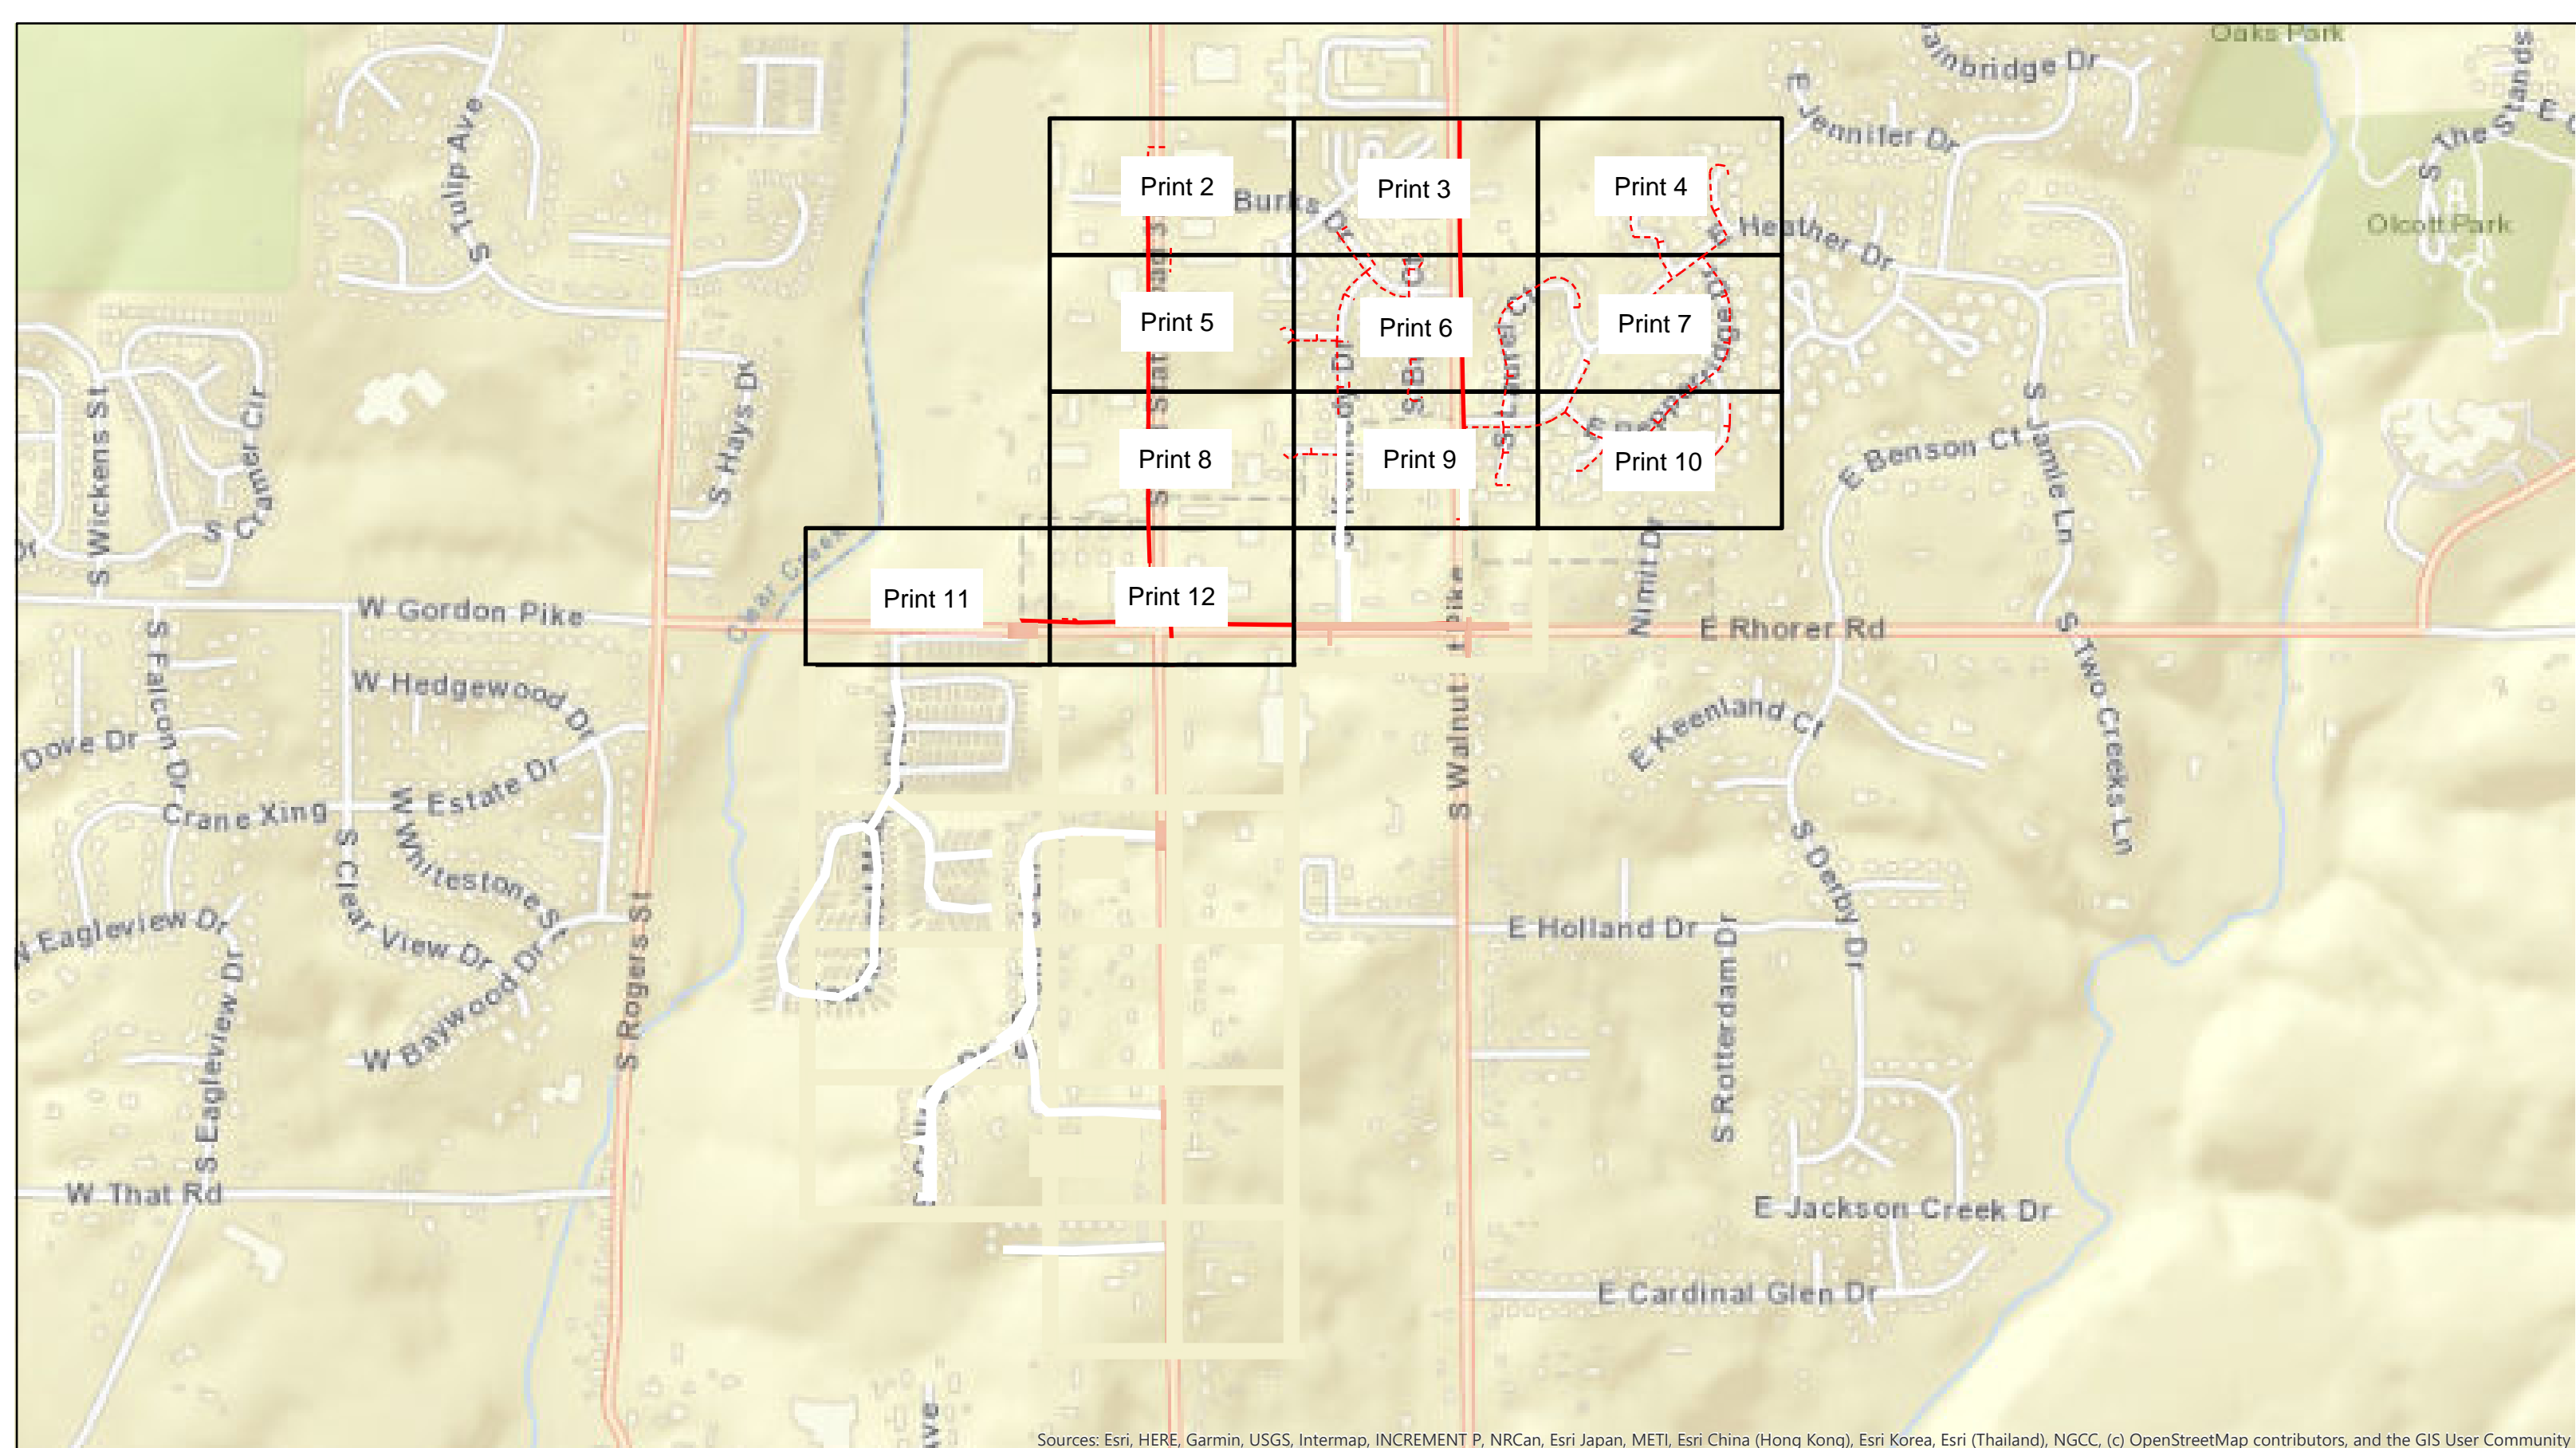 Oaks Park
ainbridge Dr
S The Stands
E Jennifer Dr
S Tulip Ave
Print 2
Print 3
Print 4
Burks Dr
E Heather Dr
Olcott Park
Print 5
Print 6
Print 7
S Laurel Ct
S Wickens St
S Cramer Cir
S Hays Dr
S Jamie Ln
E Benson Ct
Print 8
Print 9
Print 10
Clear Creek
Nimit Dr
Print 11
Print 12
W Gordon Pike
E Rhorer Rd
S Falcon Dr
W Hedgewood Dr
S Walnut
Pike
S Two Creeks Ln
E Keenland Ct
Dove Dr
Estate Dr
Crane Xing
W Whitestone St
S Clear View Dr
S Derby Dr
W Eagleview Dr
E Holland Dr
S Rotterdam Dr
S Rogers St
W Baywood Dr
S Eagleview Dr
W That Rd
E Jackson Creek Dr
E Cardinal Glen Dr
Ave
Sources: Esri, HERE, Garmin, USGS, Intermap, INCREMENT P, NRCan, Esri Japan, METI, Esri China (Hong Kong), Esri Korea, Esri (Thailand), NGCC, (c) OpenStreetMap contributors, and the GIS User Community